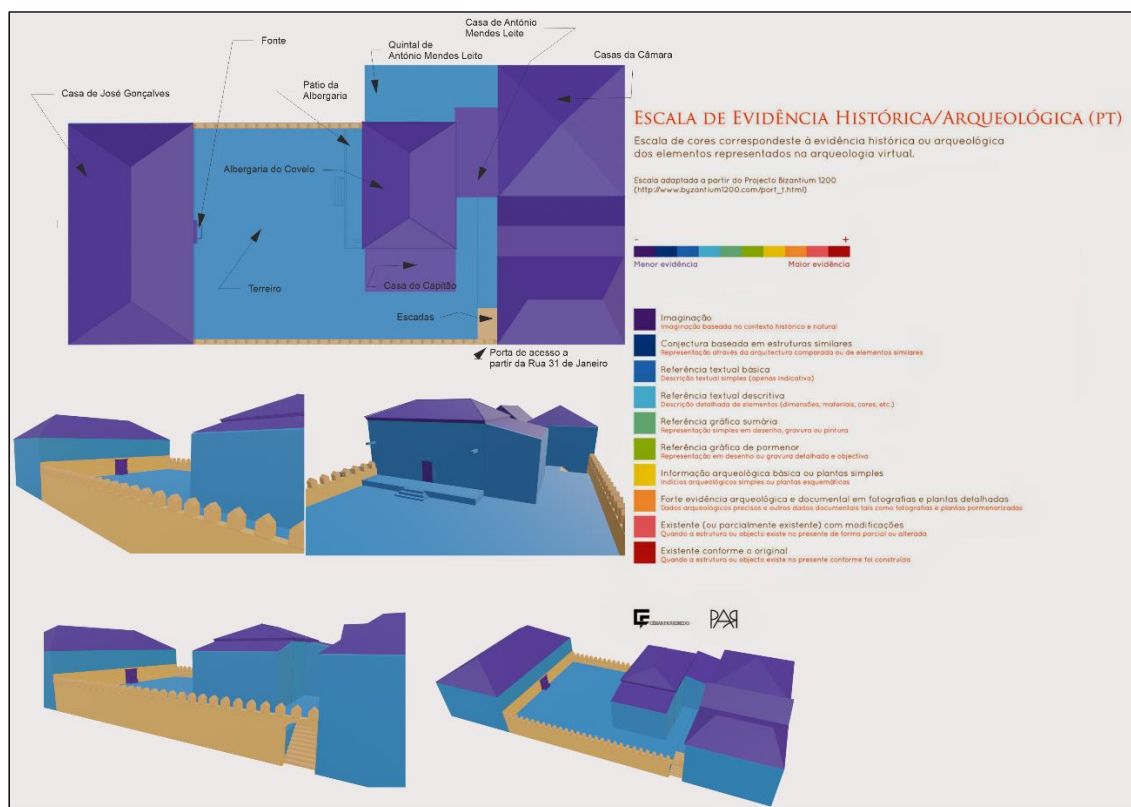 Casa de António
Mendes Leite
Fonte
Quintal de
António Mendes Leite
Casas da Câmara
Pátio da
Albergaria
Casa de José Gonçalves
Albergaria do Covelo
Terreiro
Casa do Capitão
Escadas
Porta de acesso a
partir da Rua 31 de Janeiro
ESCALA DE EVIDÊNCIA HISTÓRICA/ARQUEOLÓGICA (PT)
Escala de cores correspondeste à evidência histórica ou arqueológica
dos elementos representados na arqueologia virtual.
Escala adaptada a partir do Projecto Bizantium 1200
(http://www.byzantium1200.com/port_t.html)
- +
Menor evidência Maior evidência
Imaginação
Imaginação baseada no contexto histórico e natural
Conjectura baseada em estruturas similares
Representação através da arquitectura comparada ou de elementos similares
Referência textual básica
Descrição textual simples (apenas indicativa)
Referência textual descritiva
Descrição detalhada de elementos (dimensões, materiais, cores, etc.)
Referência gráfica sumária
Representação simples em desenho, gravura ou pintura
Referência gráfica de pormenor
Representação em desenho ou gravura detalhado e objectivo
Informação arqueológica básica ou plantas simples
Indícios arqueológicos simples ou plantas esquemáticas
Forte evidência arqueológica e documental em fotografias e plantas detalhadas
Dados arqueológicos precisos e outros dados documentais tais como fotografias e plantas pormenorizadas
Existente (ou parcialmente existente) com modificações
Quando a estrutura ou objecto existe no presente de forma parcial ou alterada
Existente conforme o original
Quando a estrutura ou objecto existe no presente conforme foi construída
CÉSAR FIGUEIREDO
PAR